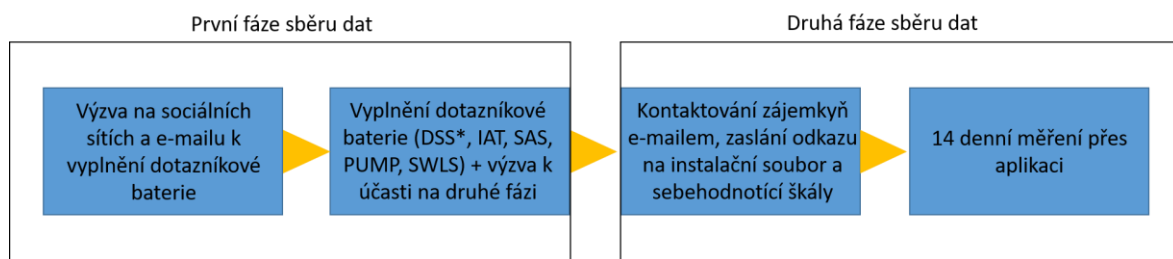 První fáze sběru dat
Výzva na sociálních
sítích a e-mailu k
vyplnění dotazníkové
baterie
Vyplnění dotazníkové
baterie (DSS*, IAT, SAS,
PUMP, SWLS) + výzva k
účasti na druhé fázi
Druhá fáze sběru dat
Kontaktování zájemkyň
e-mailem, zaslání odkazu
na instalační soubor a
sebehodnotící škály
14 denní měření přes
aplikaci